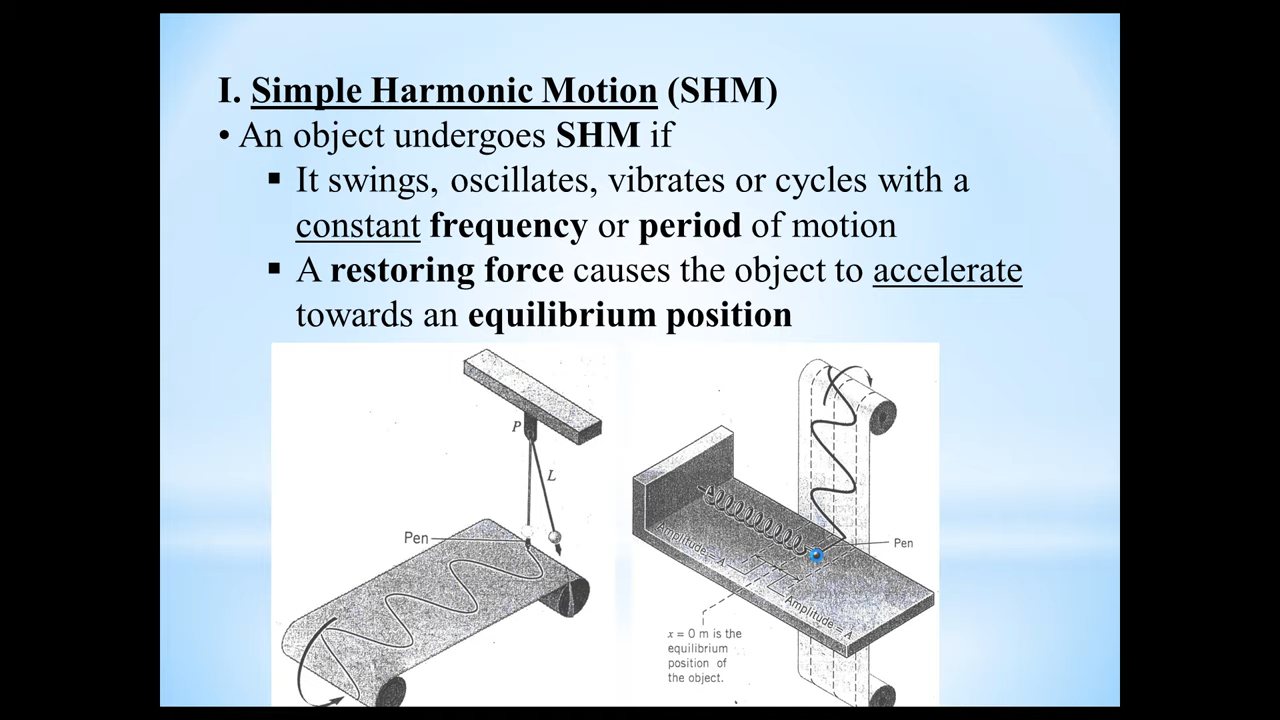 I. Simple Harmonic Motion (SHM)
• An object undergoes SHM if
▪ It swings, oscillates, vibrates or cycles with a
constant frequency or period of motion
▪ A restoring force causes the object to accelerate
towards an equilibrium position
P
L
Pen
Pen
Amplitude = A
Amplitude = A
x = 0 m is the
equilibrium
position of
the object.